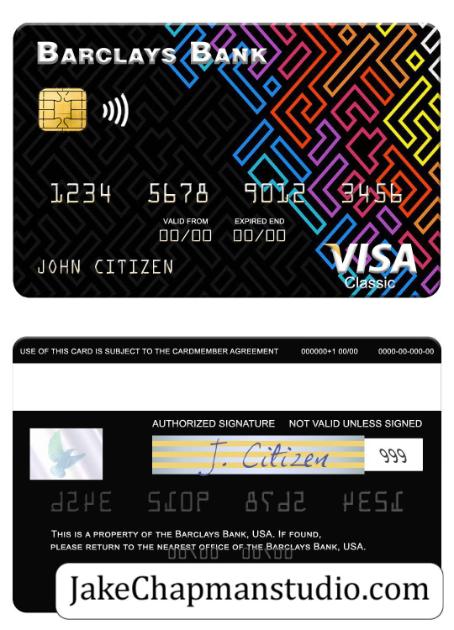 BARCLAYS BANK
1234 5678 9012 3456
VALID FROM EXPIRED END
00/00 00/00
JOHN CITIZEN
VISA
Classic
USE OF THIS CARD IS SUBJECT TO THE CARDMEMBER AGREEMENT 000000+1 00/00 0000-00-000-00
AUTHORIZED SIGNATURE NOT VALID UNLESS SIGNED
J. Citizen 999
THIS IS A PROPERTY OF THE BARCLAYS BANK, USA. IF FOUND,
PLEASE RETURN TO THE NEAREST OFFICE OF THE BARCLAYS BANK, USA.
JakeChapmanstudio.com